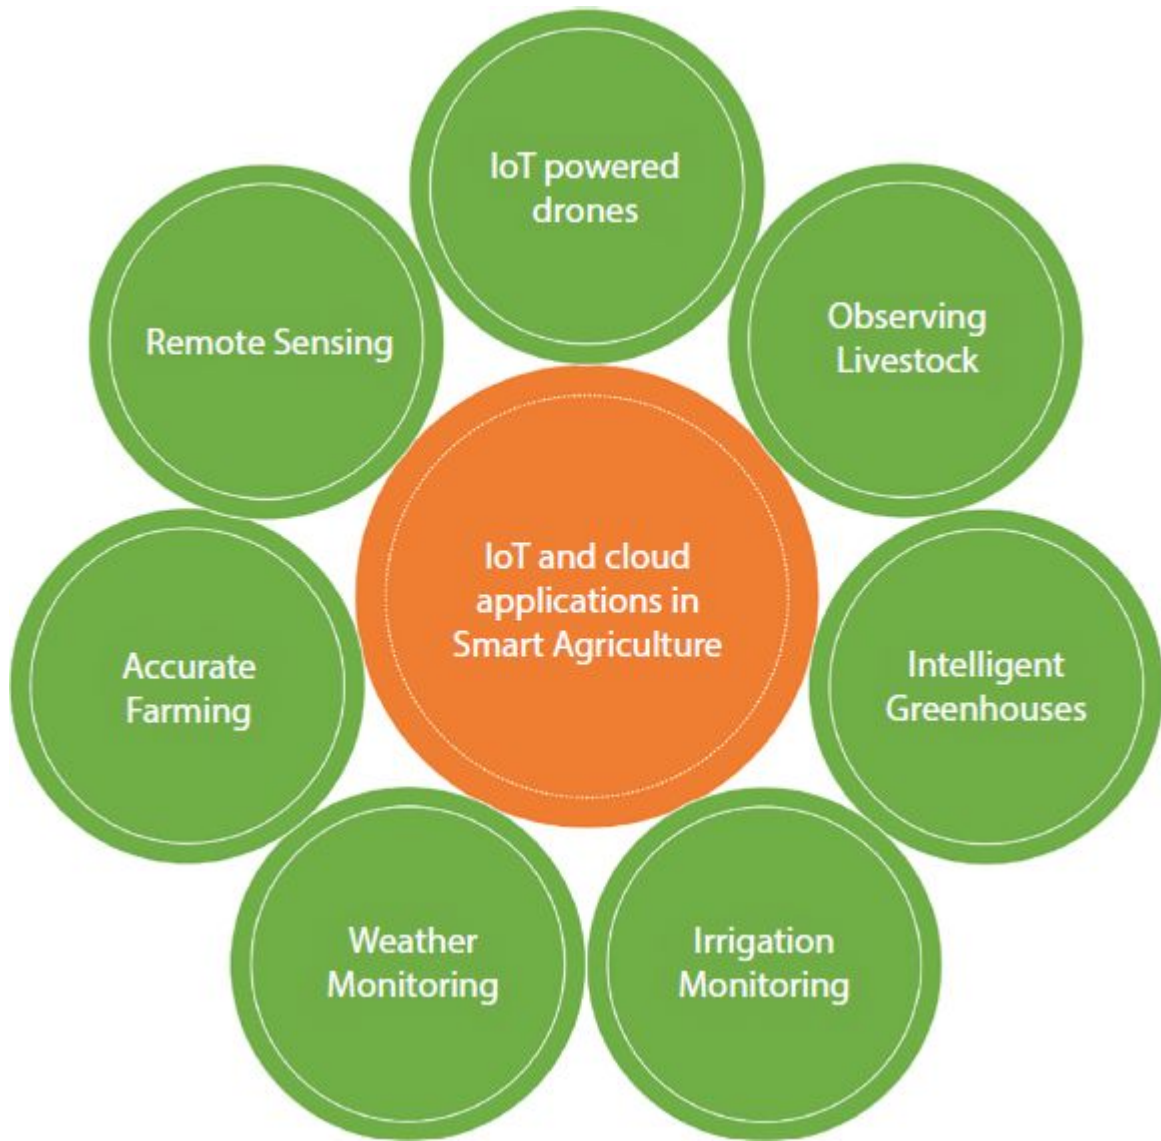 IoT powered
drones
Observing
Livestock
Intelligent
Greenhouses
Irrigation
Monitoring
Weather
Monitoring
Accurate
Farming
Remote Sensing
IoT and cloud
applications in
Smart Agriculture